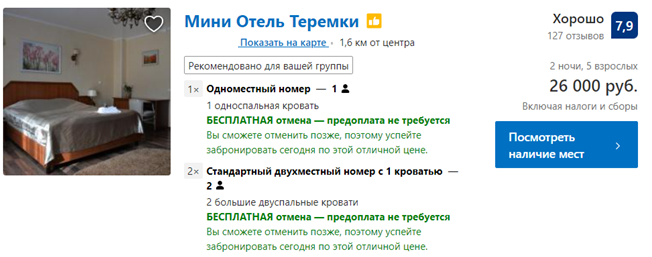 Мини Отель Теремки
Показать на карте · 1,6 км от центра
Рекомендовано для вашей группы
1× Одноместный номер — 1
1 односпальная кровать
БЕСПЛАТНАЯ отмена — предоплата не требуется
Вы сможете отменить позже, поэтому успейте
забронировать сегодня по этой отличной цене.
2× Стандартный двухместный номер с 1 кроватью —
2
2 большие двуспальные кровати
БЕСПЛАТНАЯ отмена — предоплата не требуется
Вы сможете отменить позже, поэтому успейте
забронировать сегодня по этой отличной цене.
Хорошо 7,9
127 отзывов
2 ночи, 5 взрослых
26 000 руб.
Включая налоги и сборы
Посмотреть
наличие мест